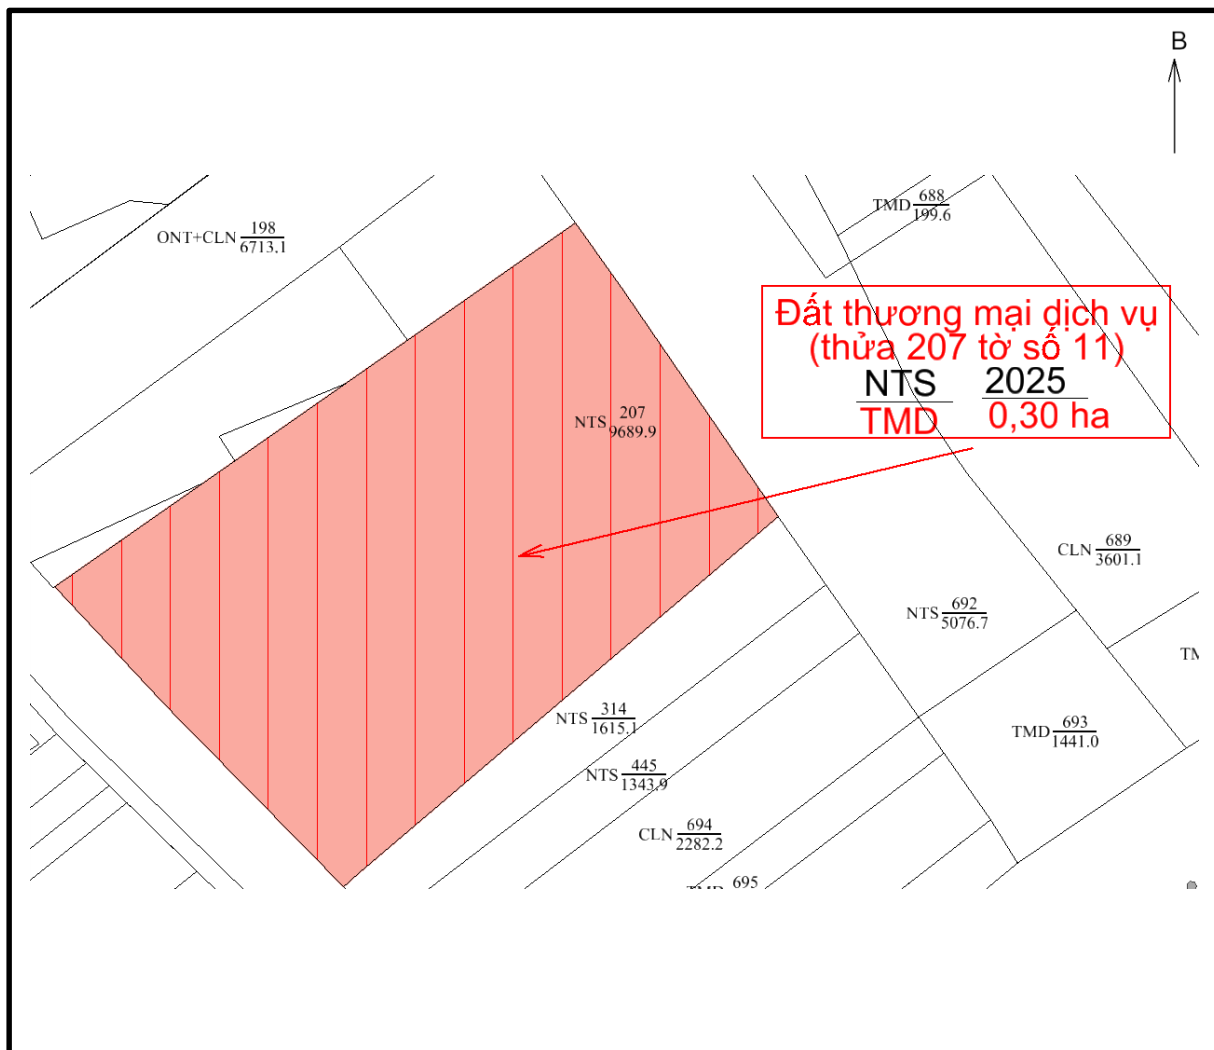 B
TMD 688
199.6
ONT+CLN 198
6713.1
Đất thương mại dịch vụ
(thửa 207 tờ số 11)
NTS 2025
TMD 0,30 ha
NTS 207
9689.9
CLN 689
3601.1
NTS 692
5076.7
NTS 314
1615.1
TMD 693
1441.0
NTS 445
1343.9
CLN 694
2282.2
695